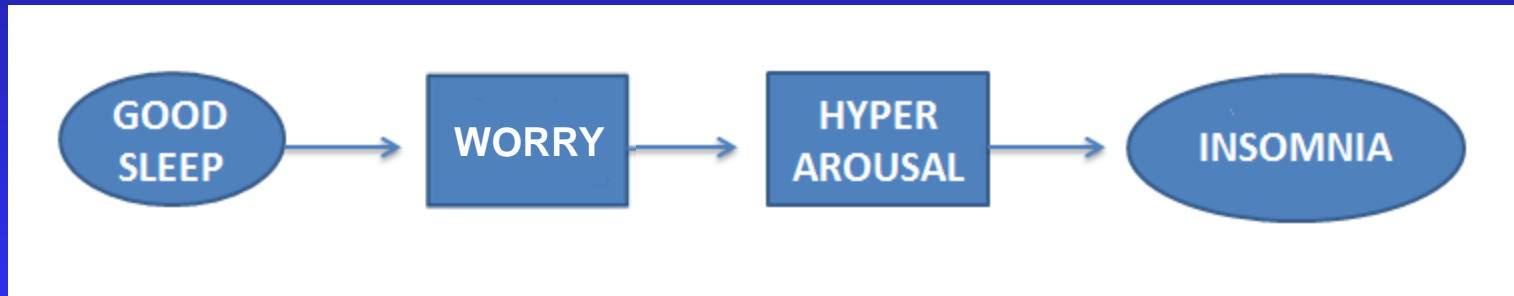 GOOD
SLEEP
WORRY
HYPER
AROUSAL
INSOMNIA